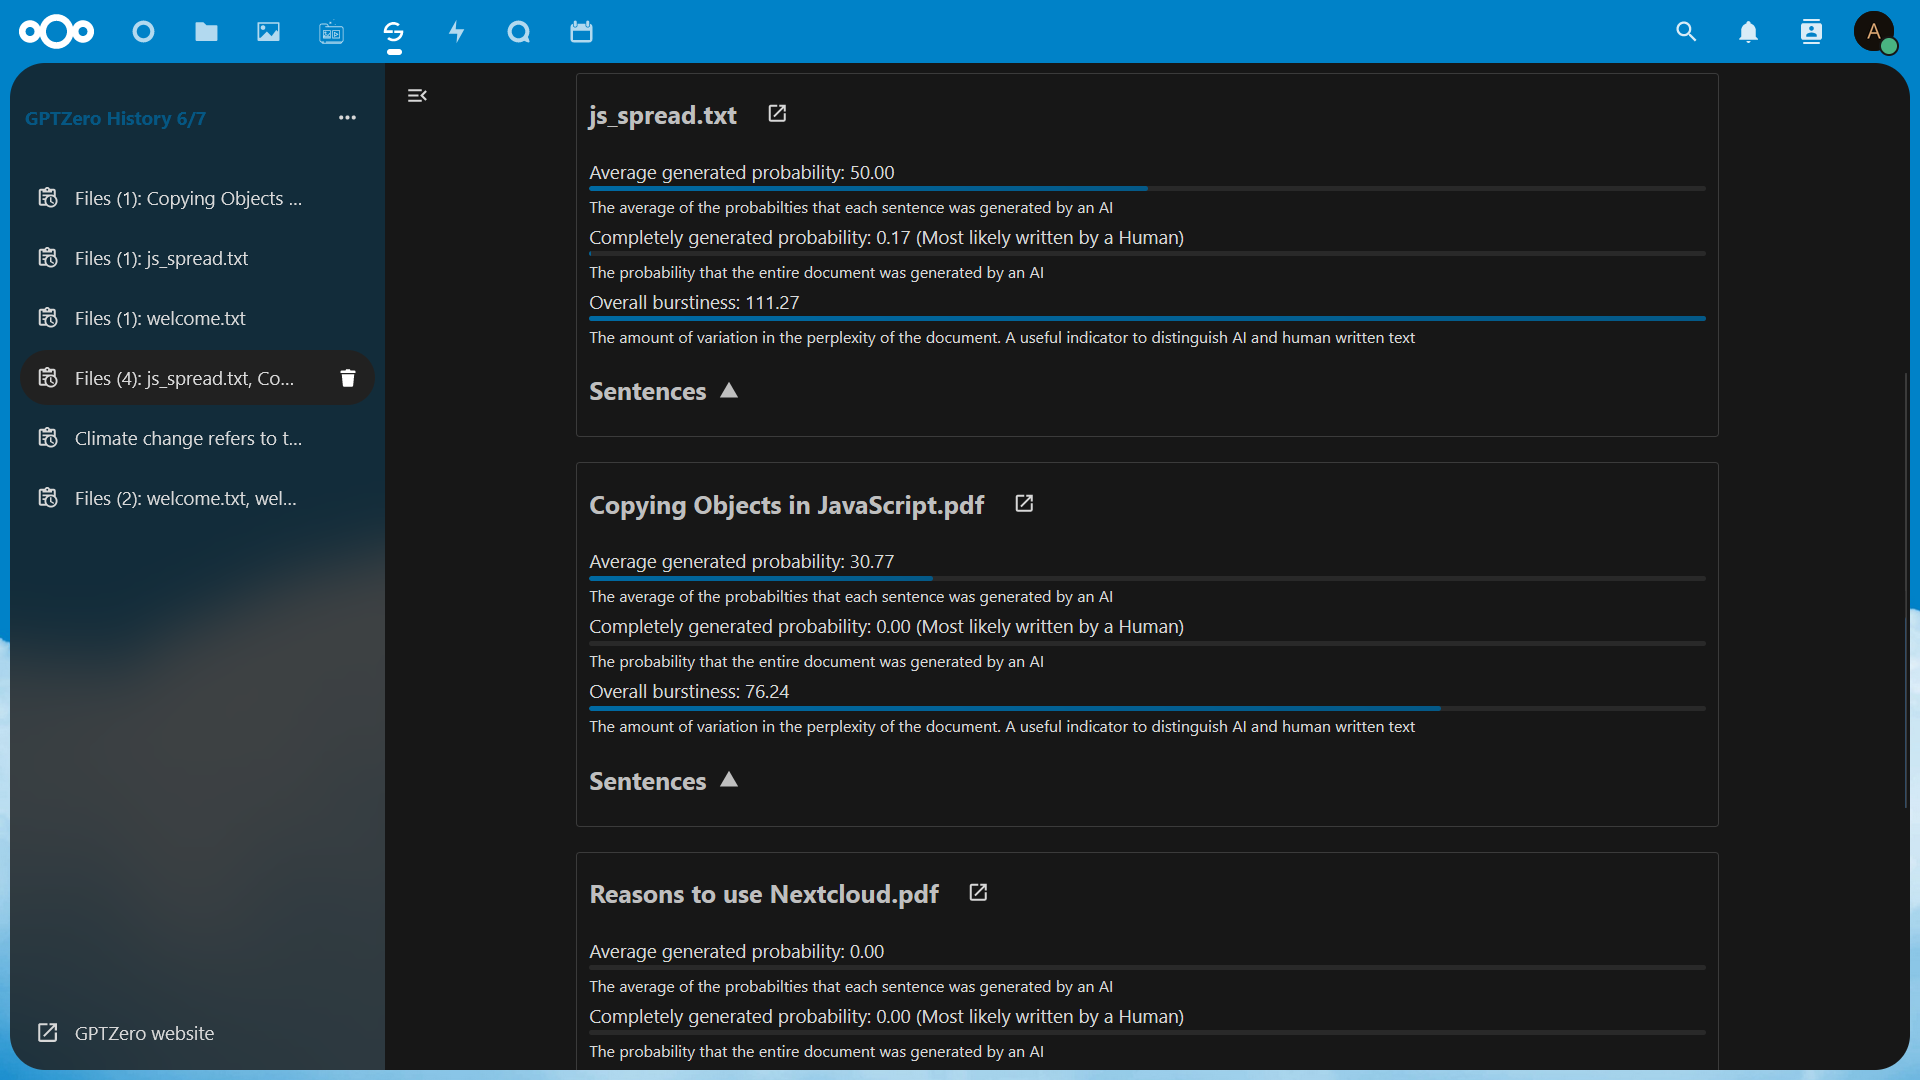 A
GPTZero History 6/7
Files (1): Copying Objects ...
Files (1): js_spread.txt
Files (1): welcome.txt
Files (4): js_spread.txt, Co...
Climate change refers to t...
Files (2): welcome.txt, wel...
GPTZero website
js_spread.txt
Average generated probability: 50.00
The average of the probabilties that each sentence was generated by an AI
Completely generated probability: 0.17 (Most likely written by a Human)
The probability that the entire document was generated by an AI
Overall burstiness: 111.27
The amount of variation in the perplexity of the document. A useful indicator to distinguish AI and human written text
Sentences
Copying Objects in JavaScript.pdf
Average generated probability: 30.77
The average of the probabilties that each sentence was generated by an AI
Completely generated probability: 0.00 (Most likely written by a Human)
The probability that the entire document was generated by an AI
Overall burstiness: 76.24
The amount of variation in the perplexity of the document. A useful indicator to distinguish AI and human written text
Sentences
Reasons to use Nextcloud.pdf
Average generated probability: 0.00
The average of the probabilties that each sentence was generated by an AI
Completely generated probability: 0.00 (Most likely written by a Human)
The probability that the entire document was generated by an AI